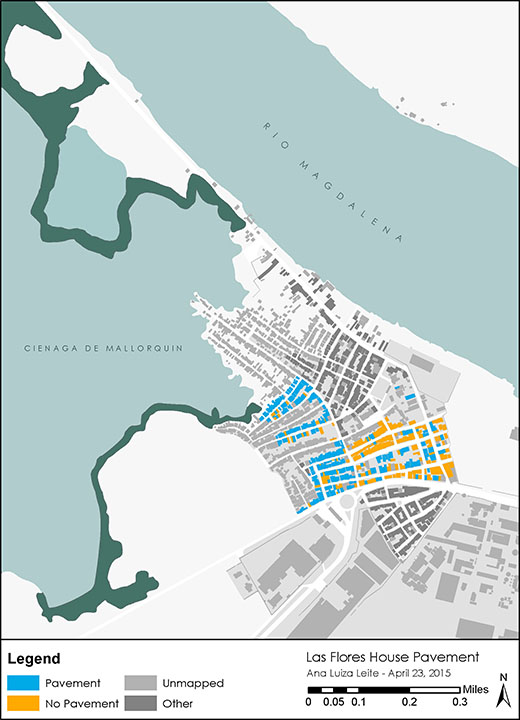 RIO MAGDALENA
CIENAGA DE MALLORQUIN
Legend
Pavement
No Pavement
Unmapped
Other
Las Flores House Pavement
Ana Luiza Leite - April 23, 2015
Miles
0 0.05 0.1 0.2 0.3
N